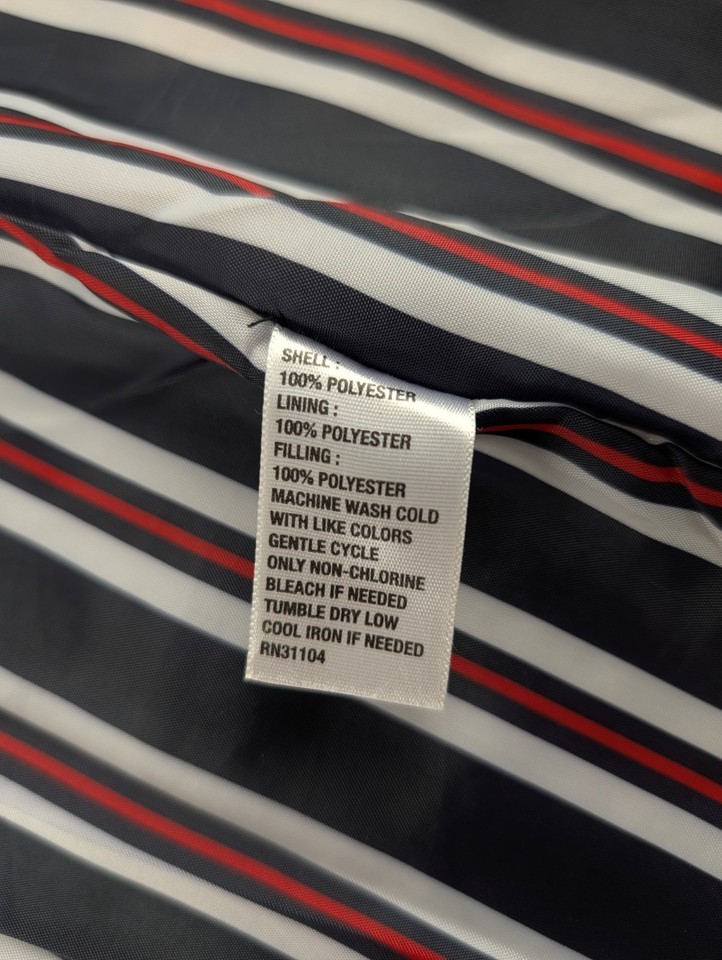 SHELL :
100% POLYESTER
LINING :
100% POLYESTER
FILLING :
100% POLYESTER
MACHINE WASH COLD
WITH LIKE COLORS
GENTLE CYCLE
ONLY NON-CHLORINE
BLEACH IF NEEDED
TUMBLE DRY LOW
COOL IRON IF NEEDED
RN31104